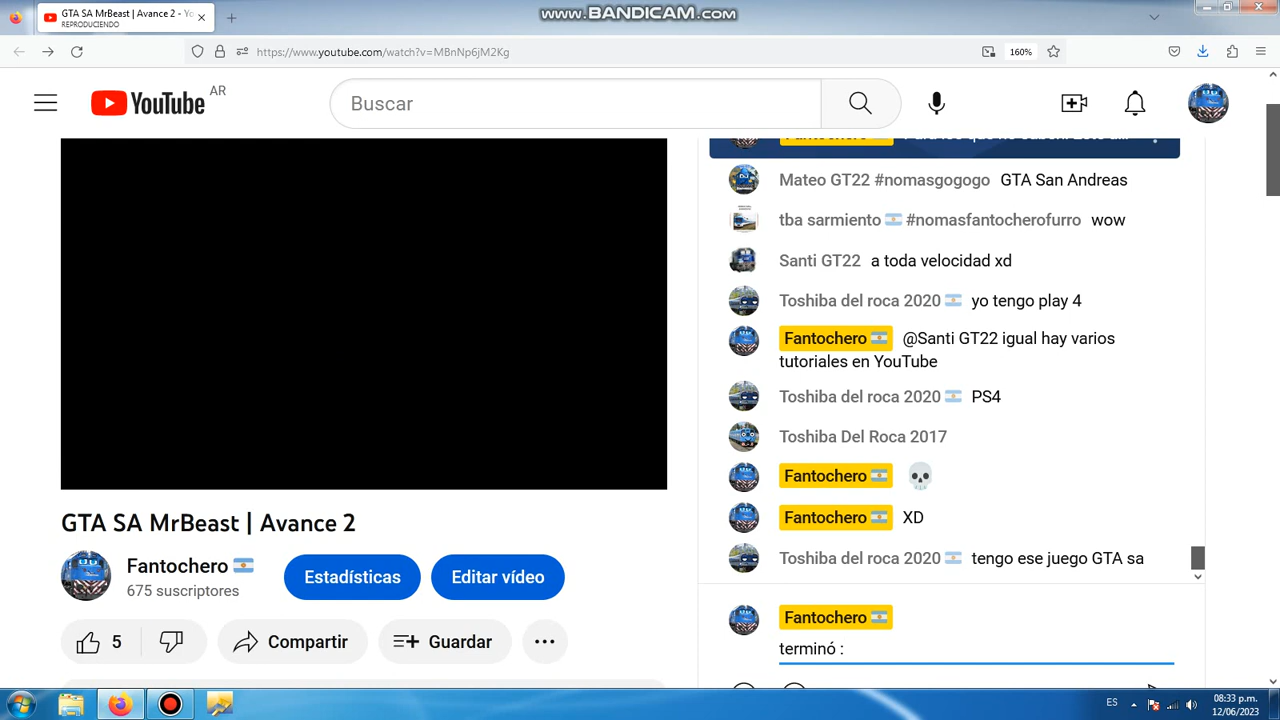 GTA SA MrBeast | Avance 2 - Yo
REPRODUCIENDO
WWW.BANDICAM.COM
https://www.youtube.com/watch?v=MBnNp6jM2Kg
160%
YouTube AR
Buscar
Fantochero
Mateo GT22 #nomasgogogo GTA San Andreas
tba sarmiento #nomasfantocherofurro wow
Santi GT22 a toda velocidad xd
Toshiba del roca 2020 yo tengo play 4
Fantochero @Santi GT22 igual hay varios
tutoriales en YouTube
Toshiba del roca 2020 PS4
Toshiba Del Roca 2017
Fantochero
Fantochero XD
Toshiba del roca 2020 tengo ese juego GTA sa
Fantochero
terminó :
GTA SA MrBeast | Avance 2
Fantochero
675 suscriptores
Estadísticas
Editar vídeo
5
Compartir
Guardar
ES
08:33 p.m.
12/06/2023